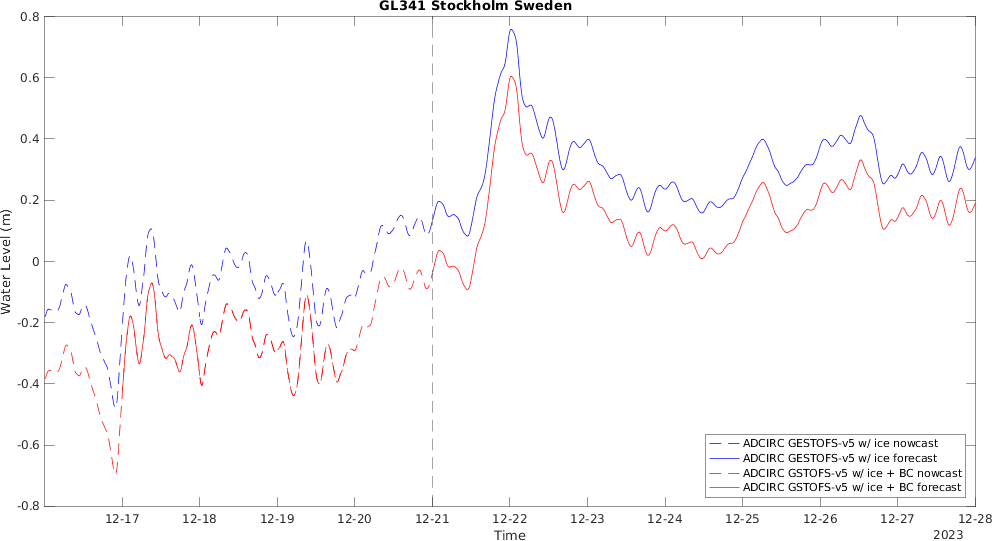 GL341 Stockholm Sweden
0.8
0.6
0.4
0.2
0
-0.2
-0.4
-0.6
-0.8
Water Level (m)
ADCIRC GESTOFS-v5 w/ ice nowcast
ADCIRC GESTOFS-v5 w/ ice forecast
ADCIRC GSTOFS-v5 w/ ice + BC nowcast
ADCIRC GSTOFS-v5 w/ ice + BC forecast
12-17 12-18 12-19 12-20 12-21 12-22 12-23 12-24 12-25 12-26 12-27 12-28
Time
2023